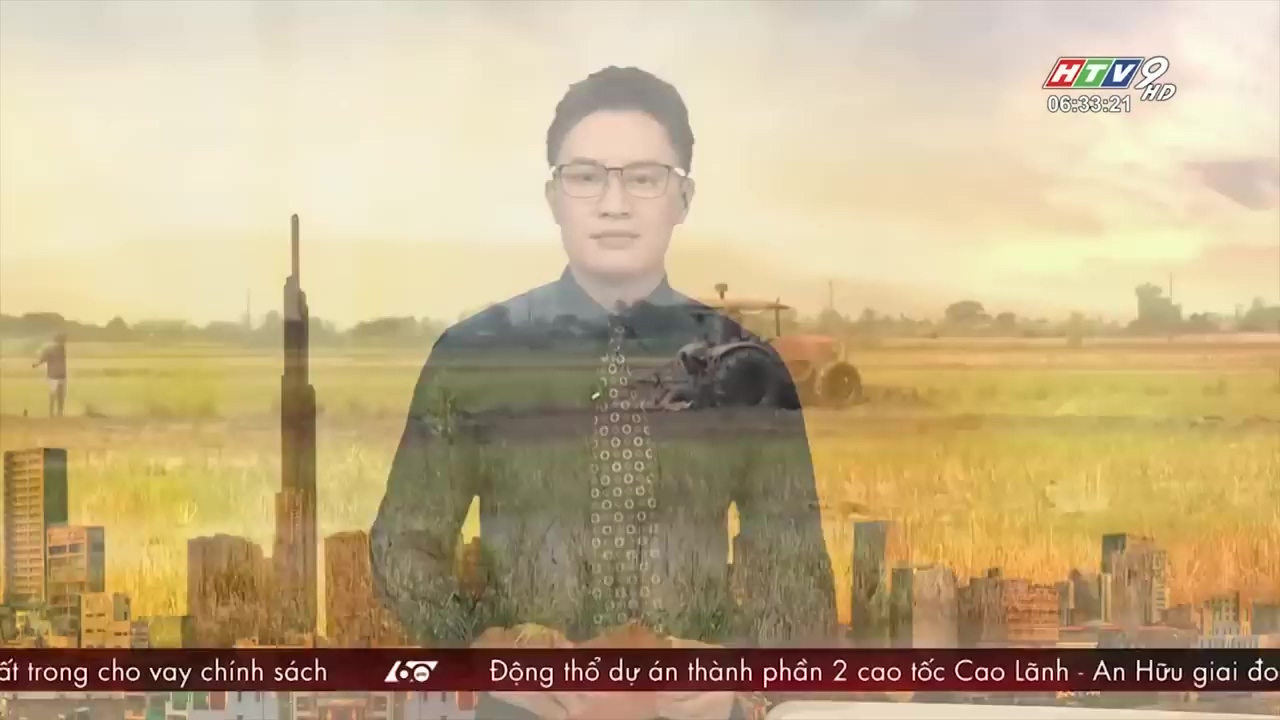 HTV9
HD
06:33:21
ất trong cho vay chính sách 60 Động thổ dự án thành phần 2 cao tốc Cao Lãnh - An Hữu giai đo